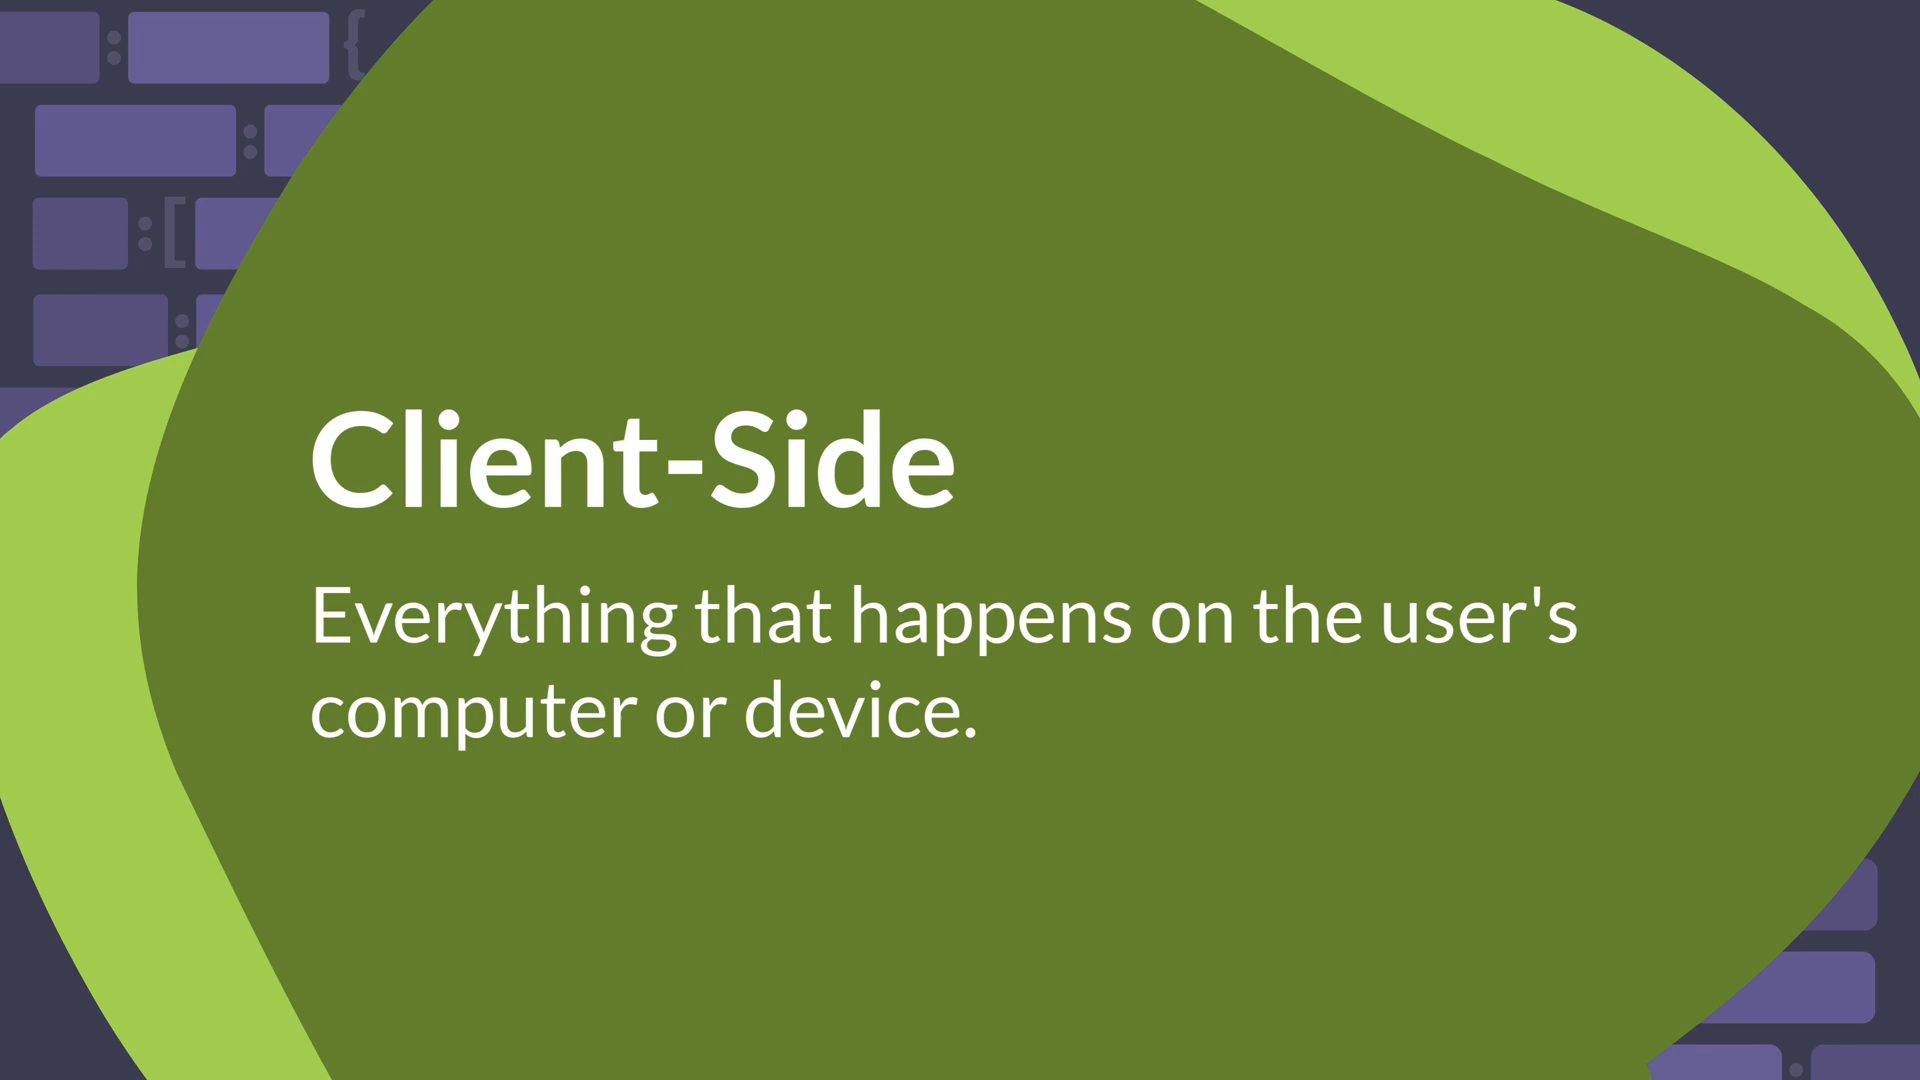 Client-Side
Everything that happens on the user's
computer or device.